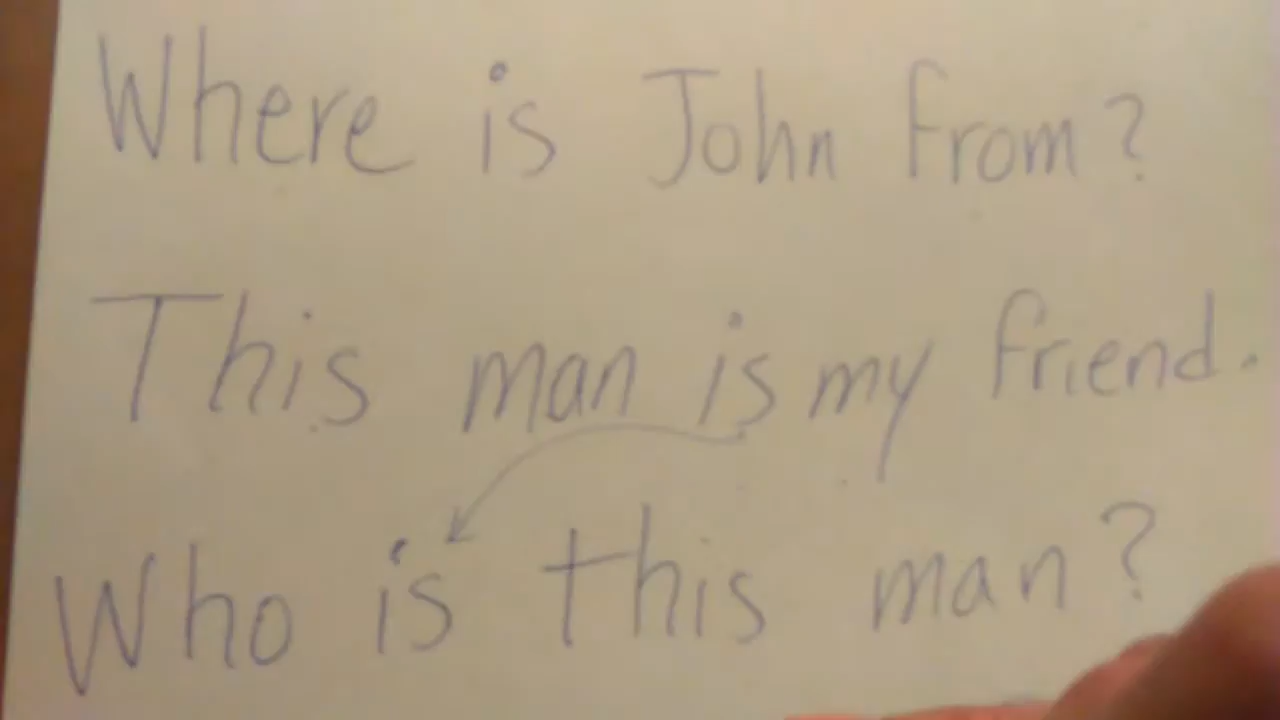 Where is John from?
This man is my friend.
Who is this man?